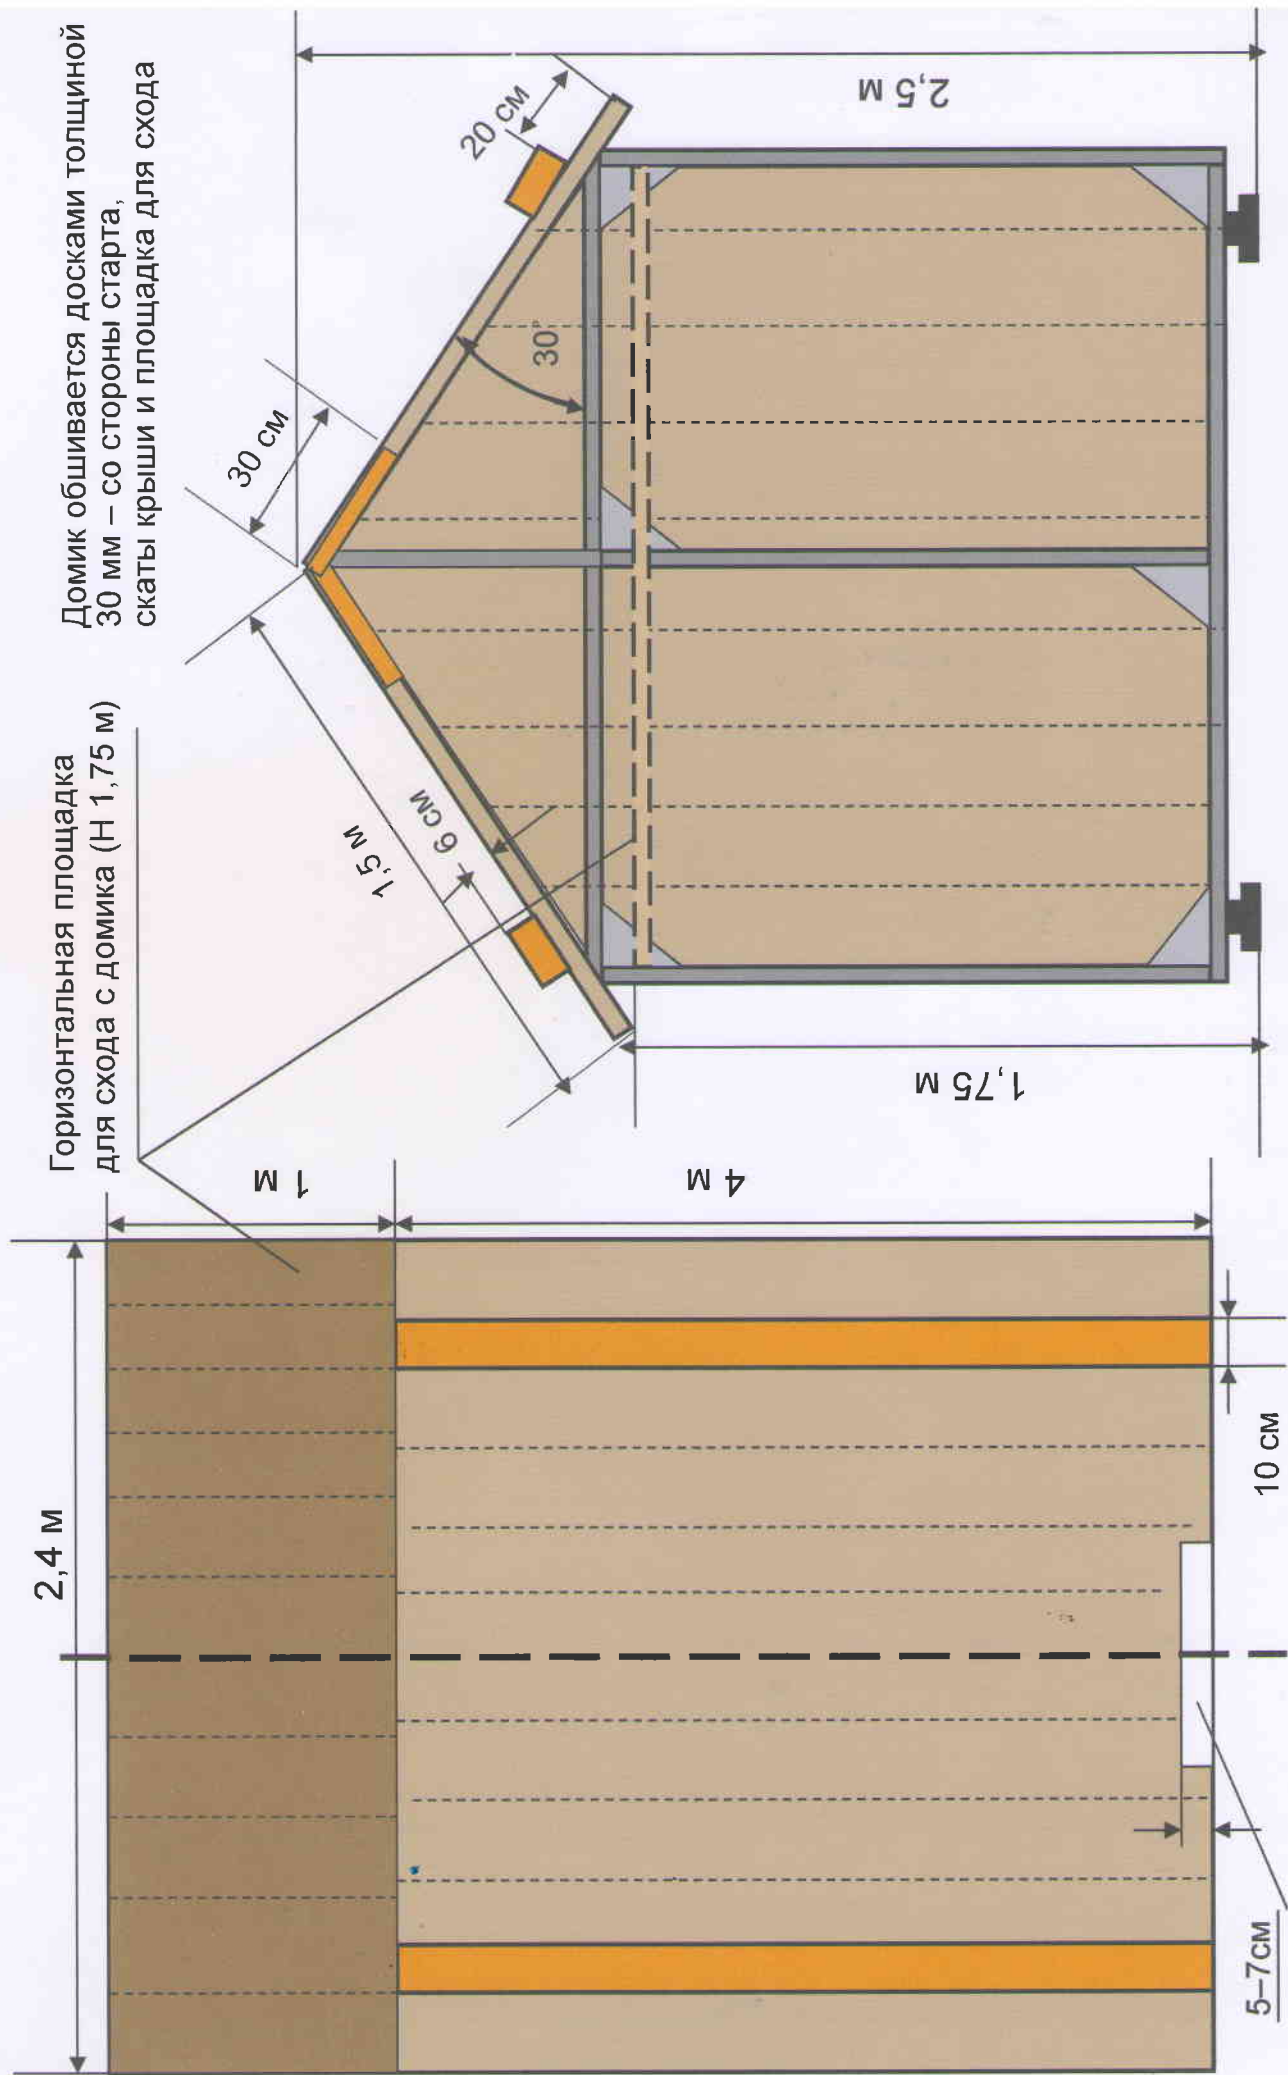 Домик обшивается досками толщиной
30 мм – со стороны старта,
скаты крыши и площадка для схода
Горизонтальная площадка
для схода с домика (Н 1,75 м)
2,4 м
1 м
4 м
10 см
5–7см
30 см
20 см
1,5 м
6 см
30°
2,5 м
1,75 м